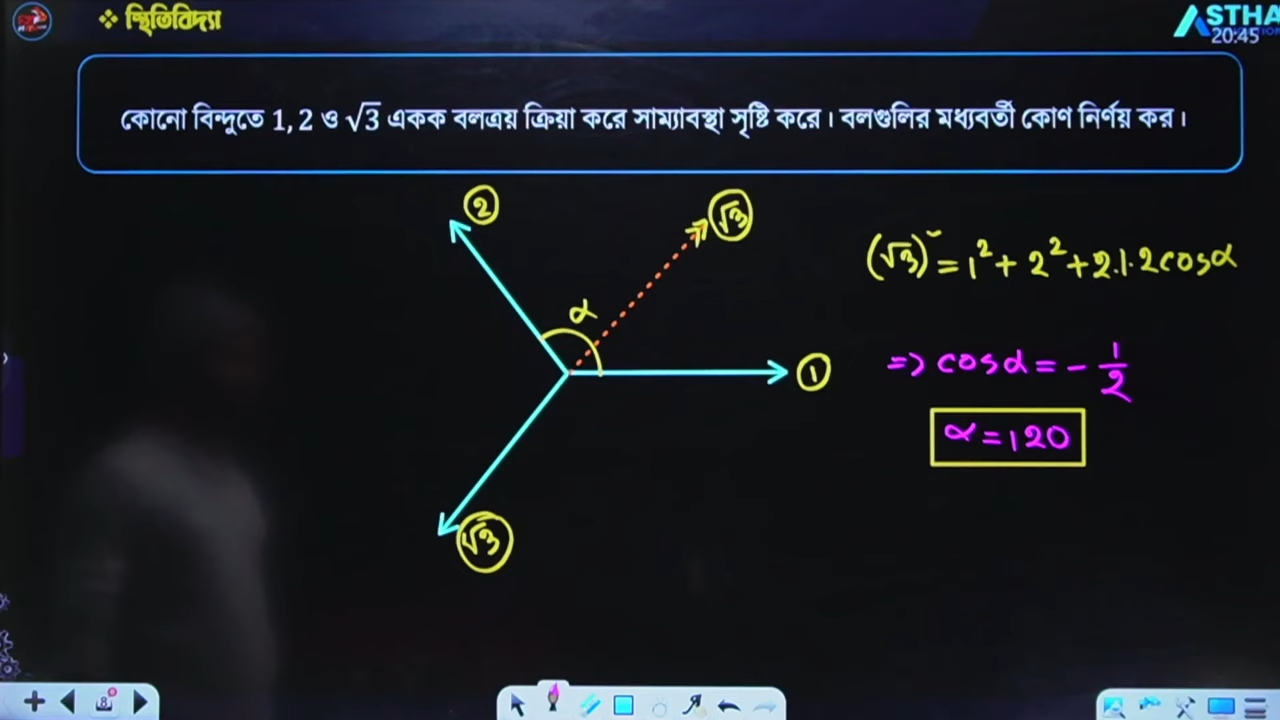 ❖ স্থিতিবিদ্যা
ASTHA
20:45
কোনো বিন্দুতে 1, 2 ও √3 একক বলত্রয় ক্রিয়া করে সাম্যাবস্থা সৃষ্টি করে। বলগুলির মধ্যবর্তী কোণ নির্ণয় কর।
2
√3
α
1
√3
(√3)² = 1² + 2² + 2.1.2cosα
=> cosα = - 1/2
α = 120
8